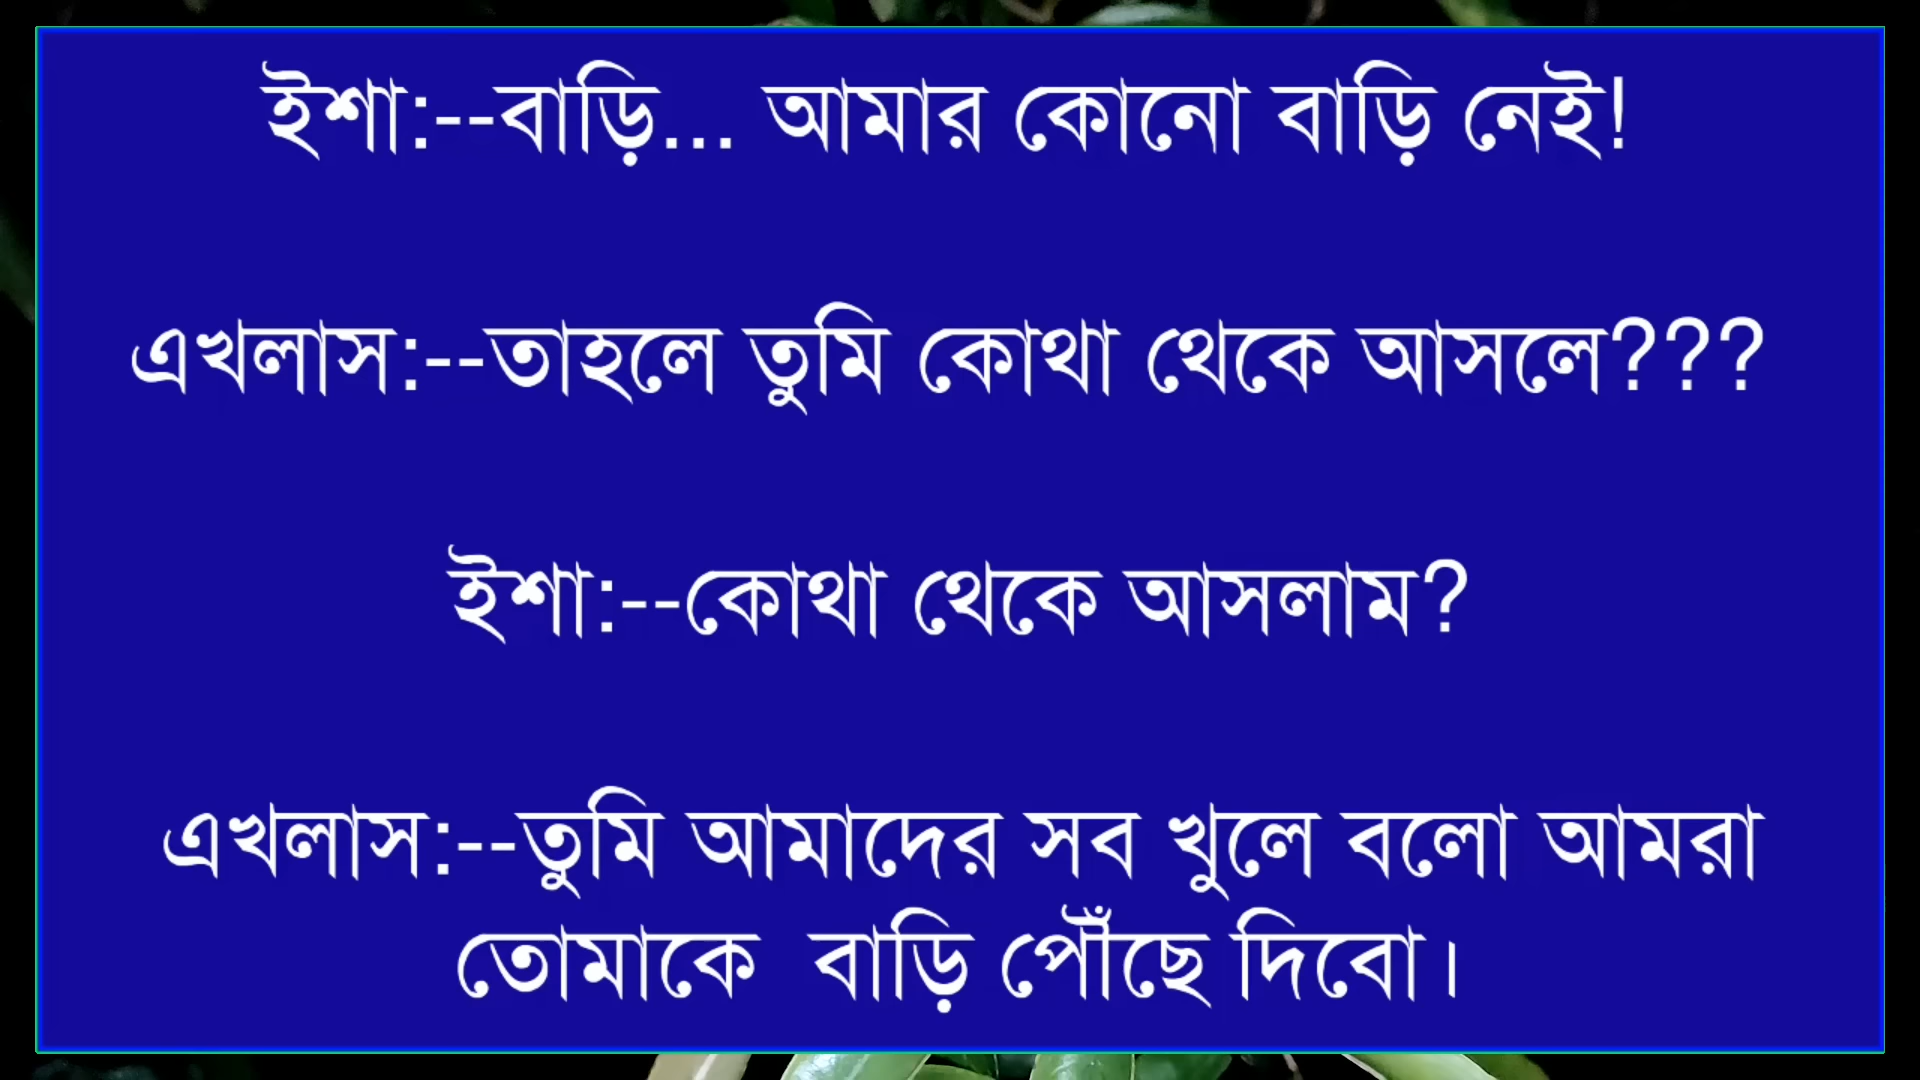 ইশা:--বাড়ি... আমার কোনো বাড়ি নেই!
এখলাস:--তাহলে তুমি কোথা থেকে আসলে???
ইশা:--কোথা থেকে আসলাম?
এখলাস:--তুমি আমাদের সব খুলে বলো আমরা
তোমাকে  বাড়ি পৌঁছে দিবো।